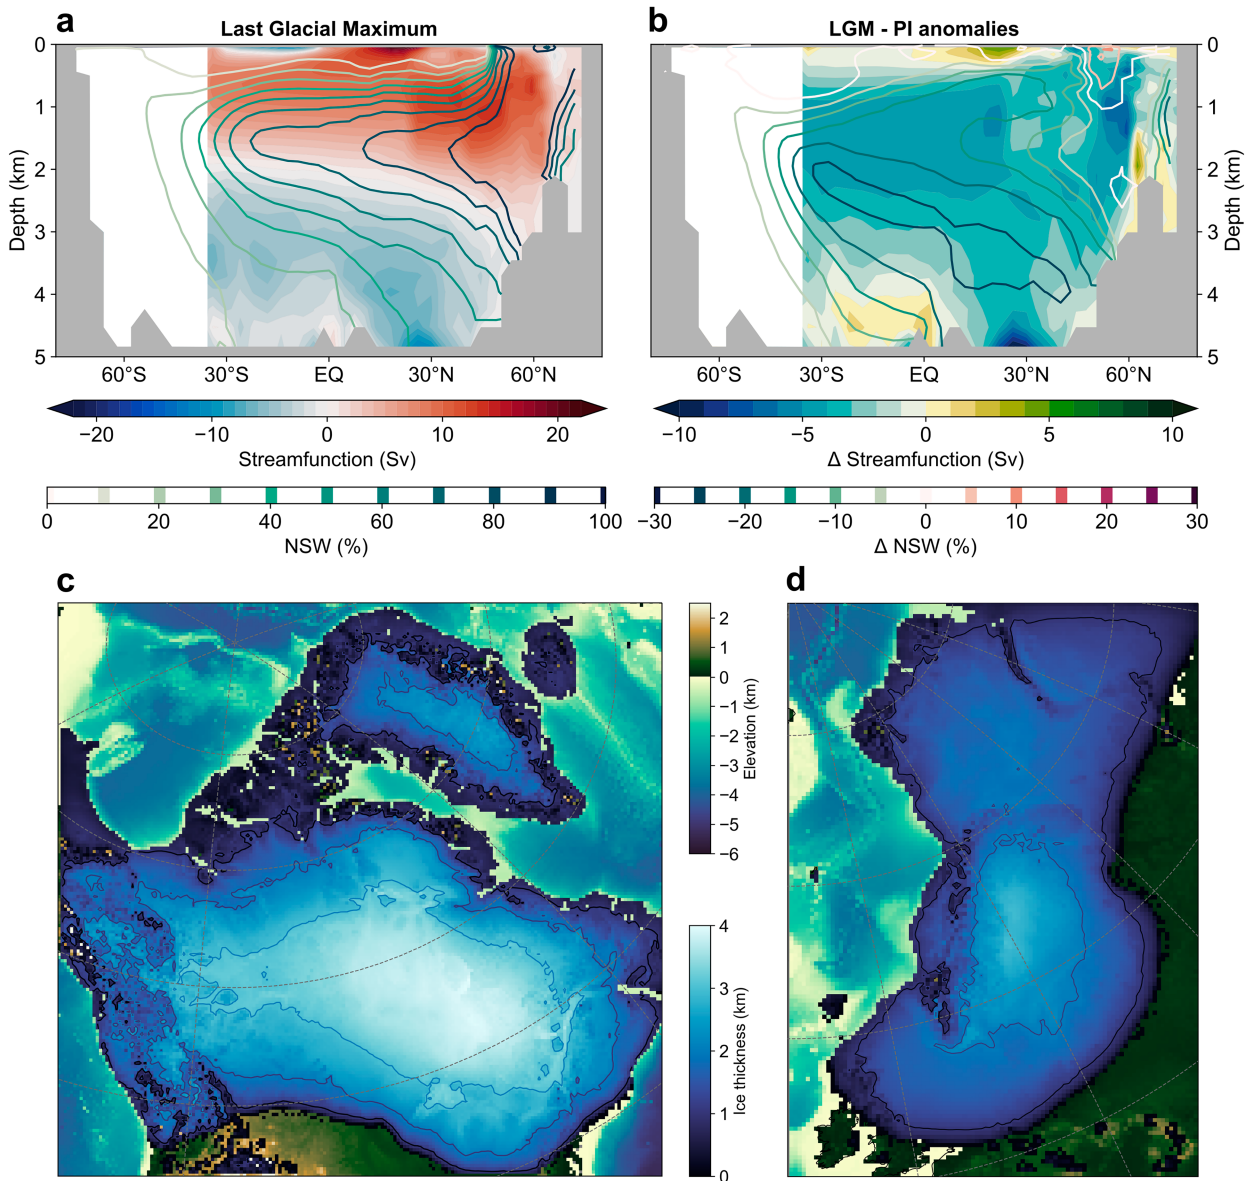 a
Last Glacial Maximum
b
LGM - PI anomalies
0
1
2
3
4
5
Depth (km)
60°S
30°S
EQ
30°N
60°N
0
1
2
3
4
5
Depth (km)
60°S
30°S
EQ
30°N
60°N
−20
−10
0
10
20
Streamfunction (Sv)
−10
−5
0
5
10
Δ Streamfunction (Sv)
0
20
40
60
80
100
NSW (%)
−30
−20
−10
0
10
20
30
Δ NSW (%)
c
d
2
1
0
−1
−2
−3
−4
−5
−6
Elevation (km)
4
3
2
1
0
Ice thickness (km)